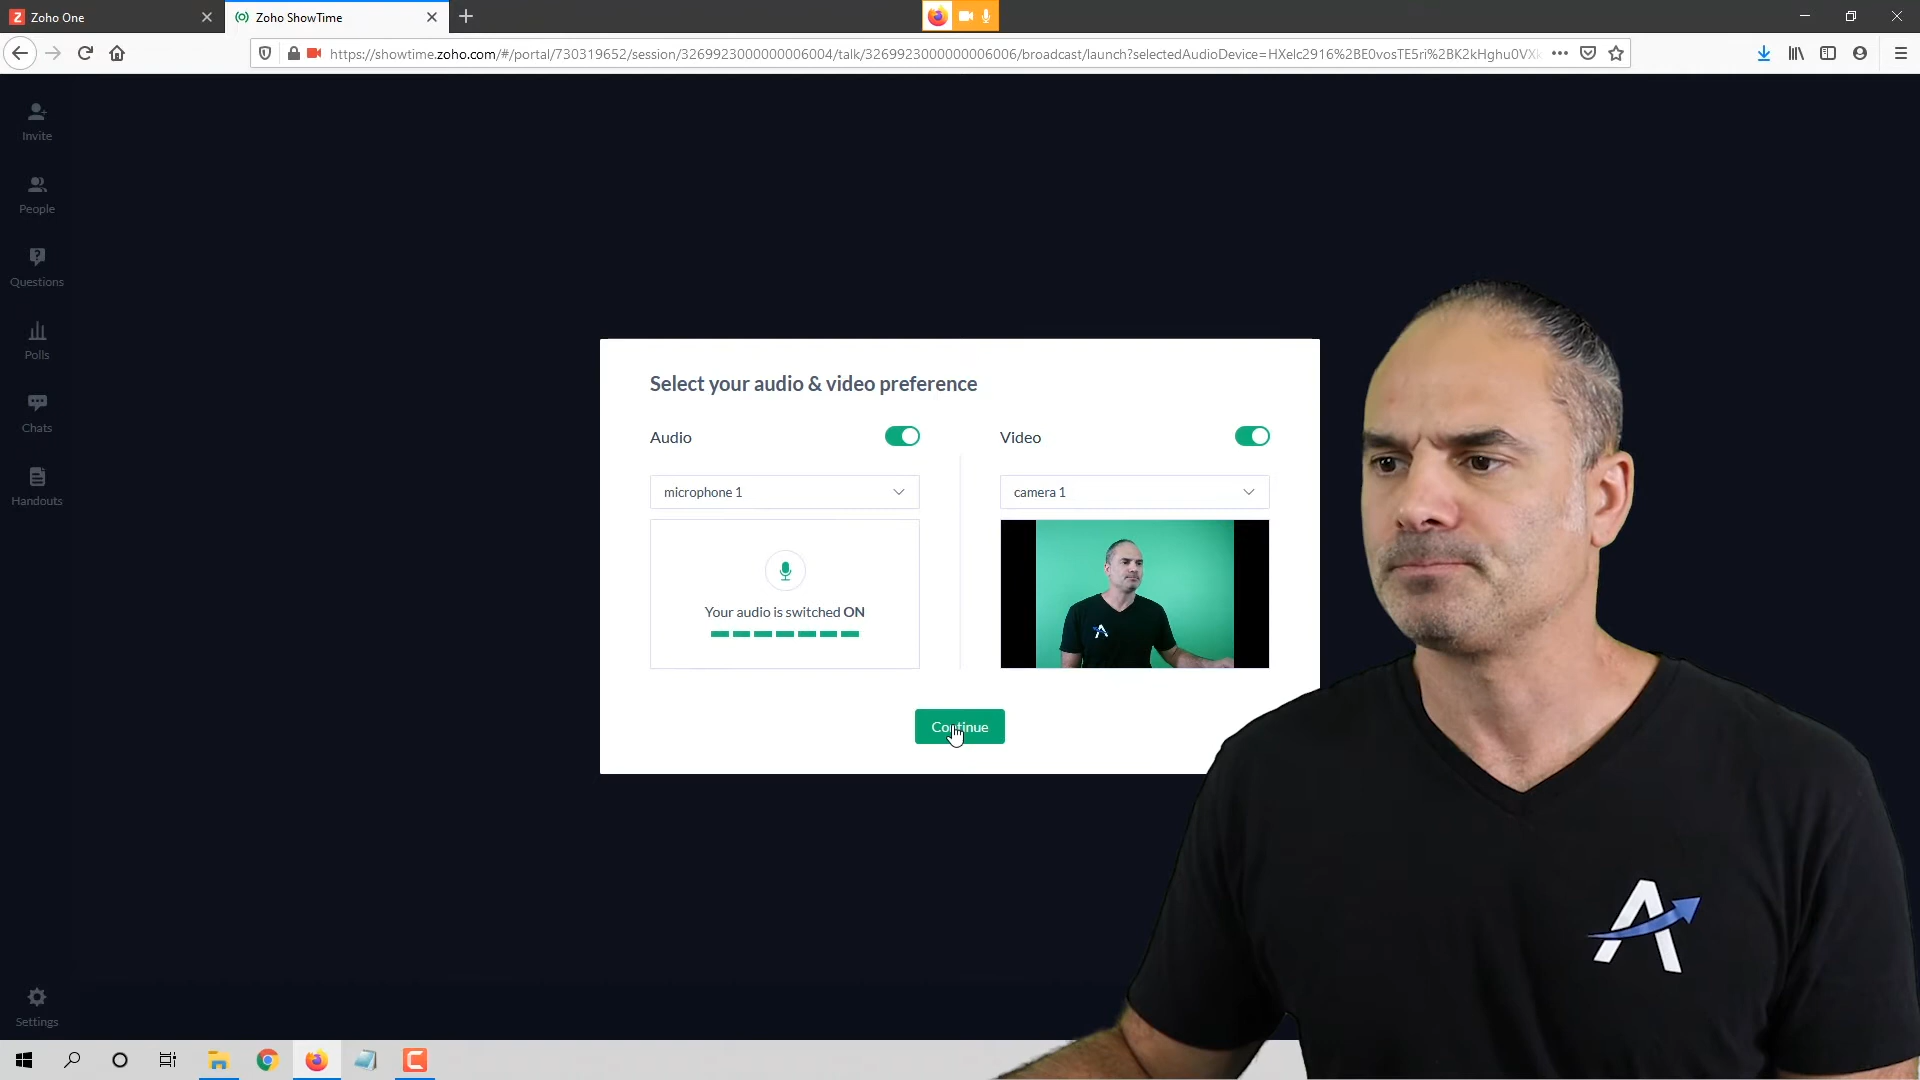 Zoho One
Zoho ShowTime
https://showtime.zoho.com/#/portal/730319652/session/3269923000000006004/talk/3269923000000006006/broadcast/launch?selectedAudioDevice=HXelc2916%2BE0vosTE5ri%2BK2kHghu0VX
Invite
People
Questions
Polls
Chats
Handouts
Settings
Select your audio & video preference
Audio
Video
microphone 1
camera 1
Your audio is switched ON
Continue